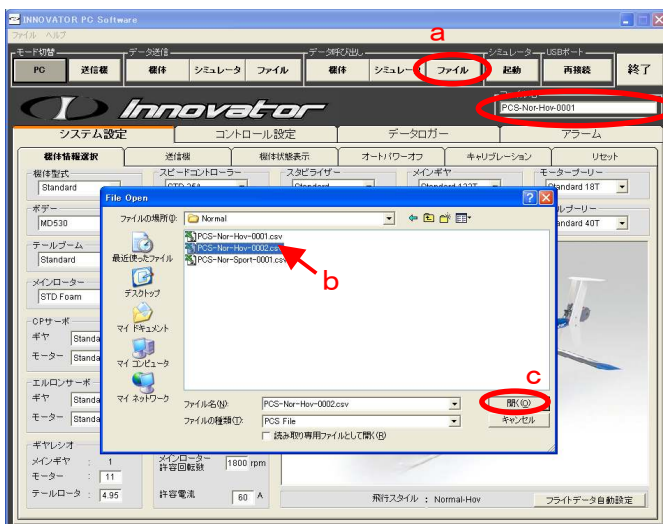 INNOVATOR PC Software
ファイル ヘルプ
a
モード切替 データ送信 データ呼び出し シミュレーター USBポート
PC 送信機 機体 シミュレータ ファイル 機体 シミュレータ ファイル 起動 再接続 終了
Innovator
PCS-Nor-Hov-0001
システム設定 コントロール設定 データロガー アラーム
機体情報選択 送信機 機体状態表示 オートパワーオフ キャリブレーション リセット
機体型式 スピードコントローラー スタビライザー メインギヤ モータープーリー
Standard Standard 18T
File Open
ボデー
MD530 Standard 40T
ファイルの場所(I): Normal
PCS-Nor-Hov-0001.csv
PCS-Nor-Hov-0002.csv
PCS-Nor-Sport-0001.csv
b
最近使ったファイル
デスクトップ
マイ ドキュメント
マイ コンピュータ
マイ ネットワーク
テールブーム
Standard
メインローター
STD Foam
CPサーボ
ギヤ Standa
モーター Standa
エルロンサーボ
ギヤ Standa
モーター Standa
c
ファイル名(N): PCS-Nor-Hov-0002.csv 開く(O)
ファイルの種類(T): PCS File キャンセル
読み取り専用ファイルとして開く(R)
ギヤレシオ
メインギヤ : 1
モーター : 11
テールロータ : 4.95
メインローター
許容回転数 1800 rpm
許容電流 60 A
飛行スタイル : Normal-Hov フライトデータ自動設定